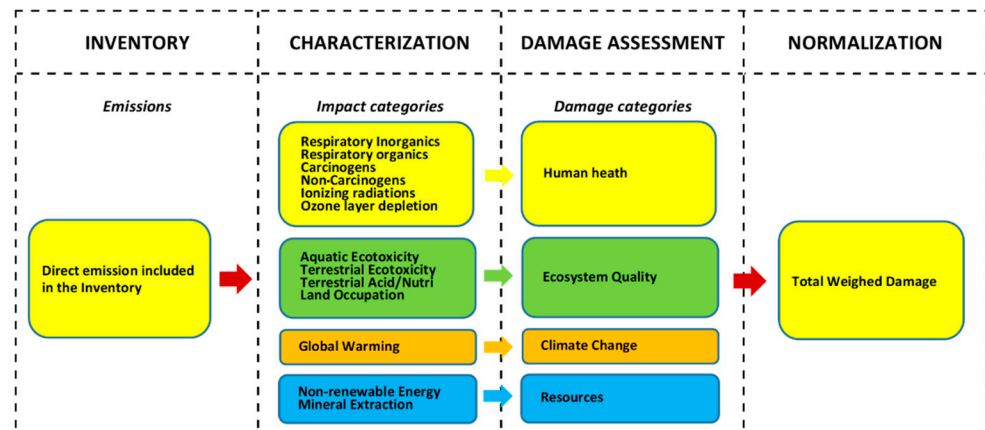 INVENTORY
CHARACTERIZATION
DAMAGE ASSESSMENT
NORMALIZATION
Emissions
Impact categories
Damage categories
Respiratory Inorganics
Respiratory organics
Carcinogens
Non-Carcinogens
Ionizing radiations
Ozone layer depletion
Human heath
Direct emission included
in the Inventory
Aquatic Ecotoxicity
Terrestrial Ecotoxicity
Terrestrial Acid/Nutri
Land Occupation
Ecosystem Quality
Total Weighed Damage
Global Warming
Climate Change
Non-renewable Energy
Mineral Extraction
Resources